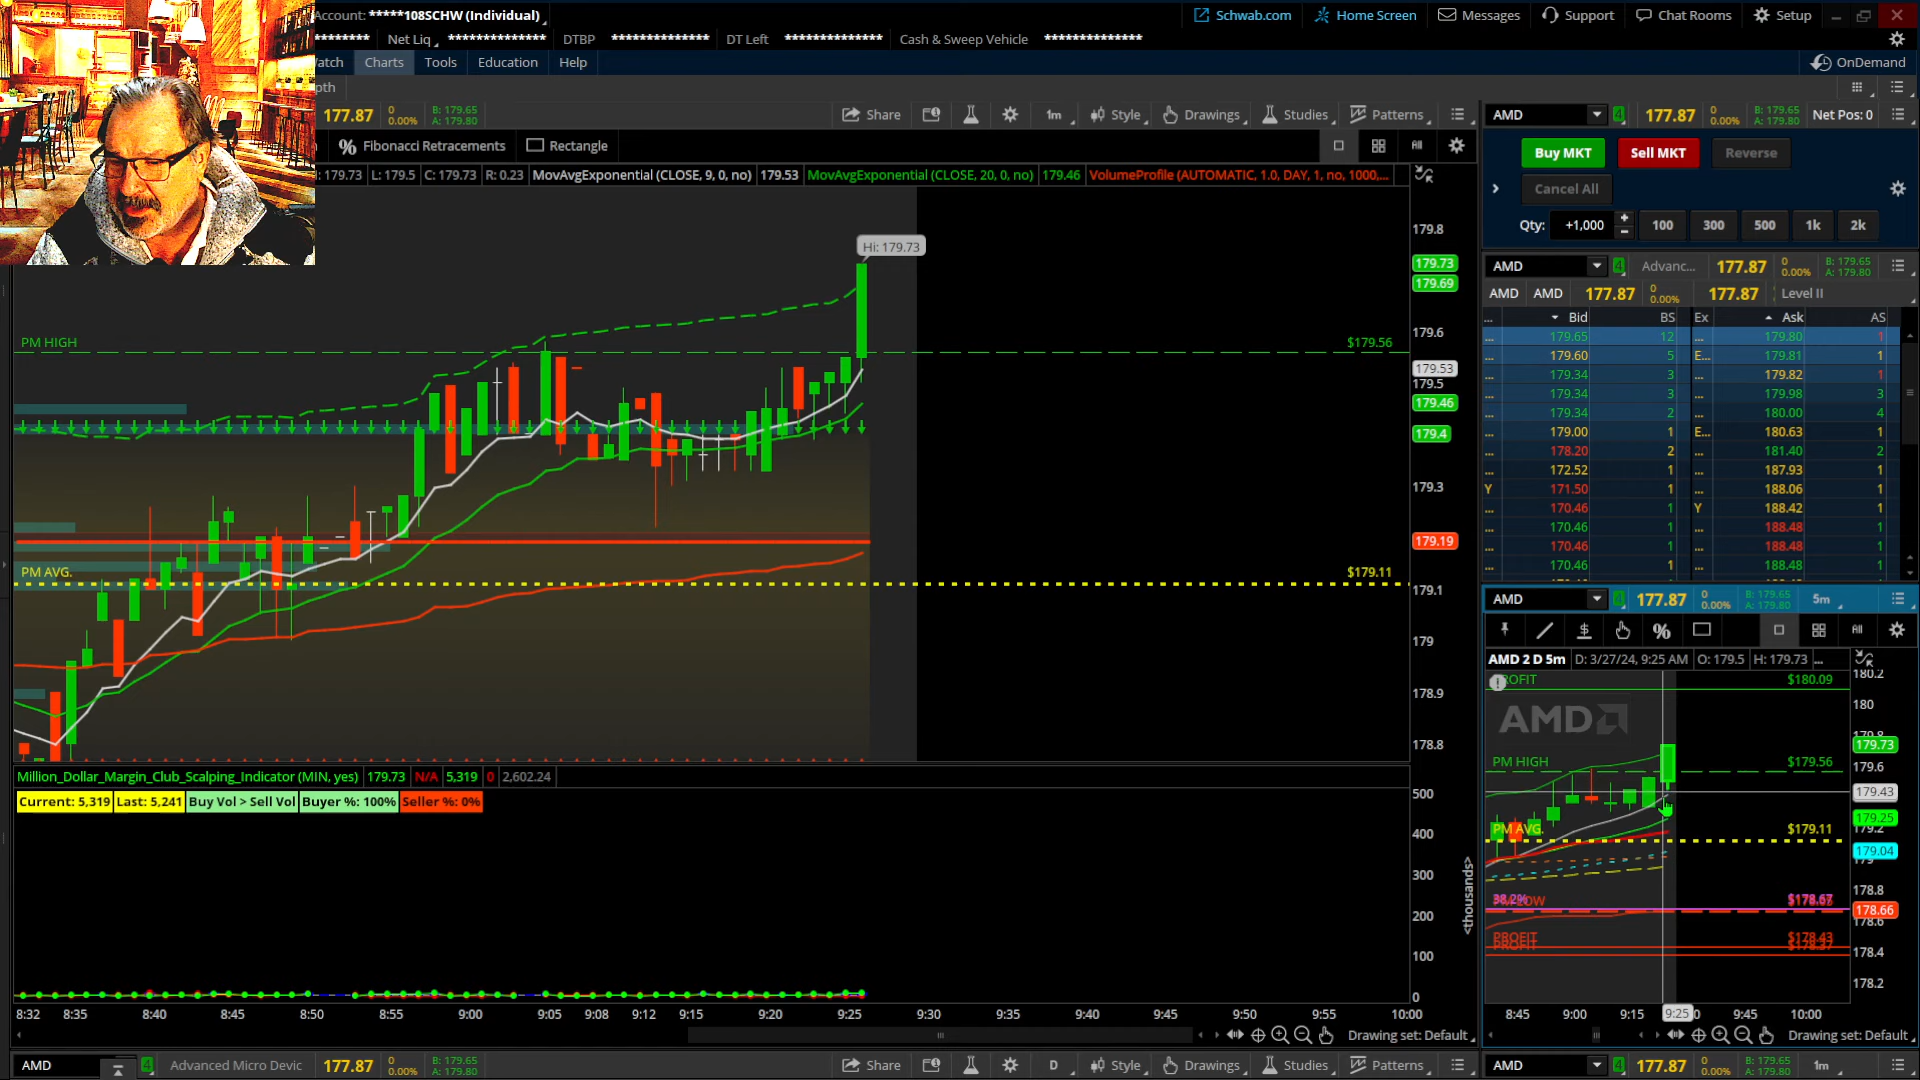 Account: *****108SCHW (Individual)
Schwab.com Home Screen Messages Support Chat Rooms Setup
******** Net Liq ************** DTBP ************** DT Left ************** Cash & Sweep Vehicle **************
atch Charts Tools Education Help OnDemand
pth
177.87 0 0.00% B: 179.65 A: 179.80 Share 1m Style Drawings Studies Patterns
% Fibonacci Retracements Rectangle All
: 179.73 L: 179.5 C: 179.73 R: 0.23 MovAvgExponential (CLOSE, 9, 0, no) 179.53 MovAvgExponential (CLOSE, 20, 0, no) 179.46 VolumeProfile (AUTOMATIC, 1.0, DAY, 1, no, 1000,...
Hi: 179.73
PM HIGH $179.56
PM AVG. $179.11
179.8
179.73
179.69
179.6
179.53
179.5
179.46
179.4
179.3
179.19
179.1
179
178.9
178.8
Million_Dollar_Margin_Club_Scalping_Indicator (MIN, yes) 179.73 N/A 5,319 0 2,602.24
Current: 5,319 Last: 5,241 Buy Vol > Sell Vol Buyer %: 100% Seller %: 0%
500
400
300
200
100
0
<thousands>
8:32 8:35 8:40 8:45 8:50 8:55 9:00 9:05 9:08 9:12 9:15 9:20 9:25 9:30 9:35 9:40 9:45 9:50 9:55 10:00
Drawing set: Default
AMD 4 Advanced Micro Devic 177.87 0 0.00% B: 179.65 A: 179.80 Share D Style Drawings Studies Patterns
AMD 4 177.87 0 0.00% B: 179.65 A: 179.80 Net Pos: 0
Buy MKT Sell MKT Reverse
Cancel All
Qty: +1,000 100 300 500 1k 2k
AMD 4 Advanc... 177.87 0 0.00% B: 179.65 A: 179.80
AMD AMD 177.87 0 0.00% 177.87 Level II
... Bid BS Ex Ask AS
... 179.65 12 ... 179.80 1
... 179.60 5 E... 179.81 1
... 179.34 3 ... 179.82 1
... 179.34 3 ... 179.98 3
... 179.34 2 ... 180.00 4
... 179.00 1 E... 180.63 1
... 178.20 2 ... 181.40 2
... 172.52 1 ... 187.93 1
Y 171.50 1 ... 188.06 1
... 170.46 1 Y 188.42 1
... 170.46 1 ... 188.48 1
... 170.46 1 ... 188.48 1
... 170.46 1 ... 188.48 1
AMD 4 177.87 0 0.00% B: 179.65 A: 179.80 5m
All
AMD 2 D 5m D: 3/27/24, 9:25 AM O: 179.5 H: 179.73 ...
ROFIT $180.09
AMD
PM HIGH $179.56
PM AVG. $179.11
38.2% $178.67
PROFIT $178.43
PROFIT
180.2
180
179.73
179.6
179.43
179.25
179.2
179.04
178.8
178.66
178.6
178.4
178.2
8:45 9:00 9:15 9:25 9:45 10:00
Drawing set: Default
AMD 4 177.87 0 0.00% B: 179.65 A: 179.80 1m